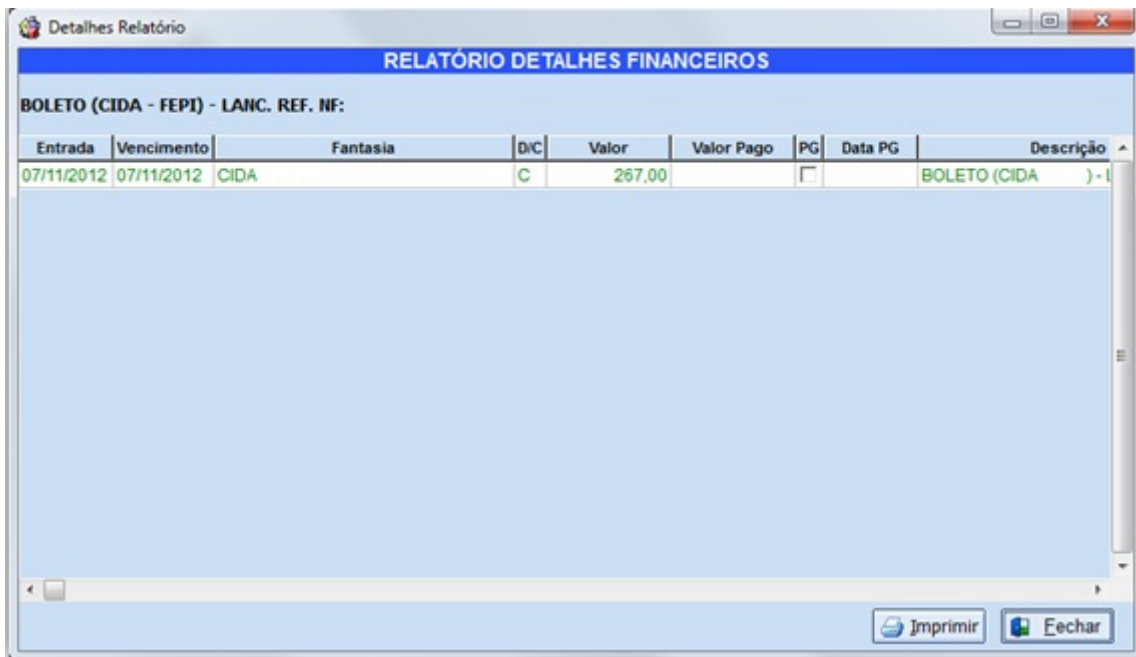 Detalhes Relatório
RELATÓRIO DETALHES FINANCEIROS
BOLETO (CIDA - FEPI) - LANC. REF. NF:
Entrada Vencimento Fantasia D/C Valor Valor Pago PG Data PG Descrição
07/11/2012 07/11/2012 CIDA C 267,00 BOLETO (CIDA ) - L
Imprimir Fechar